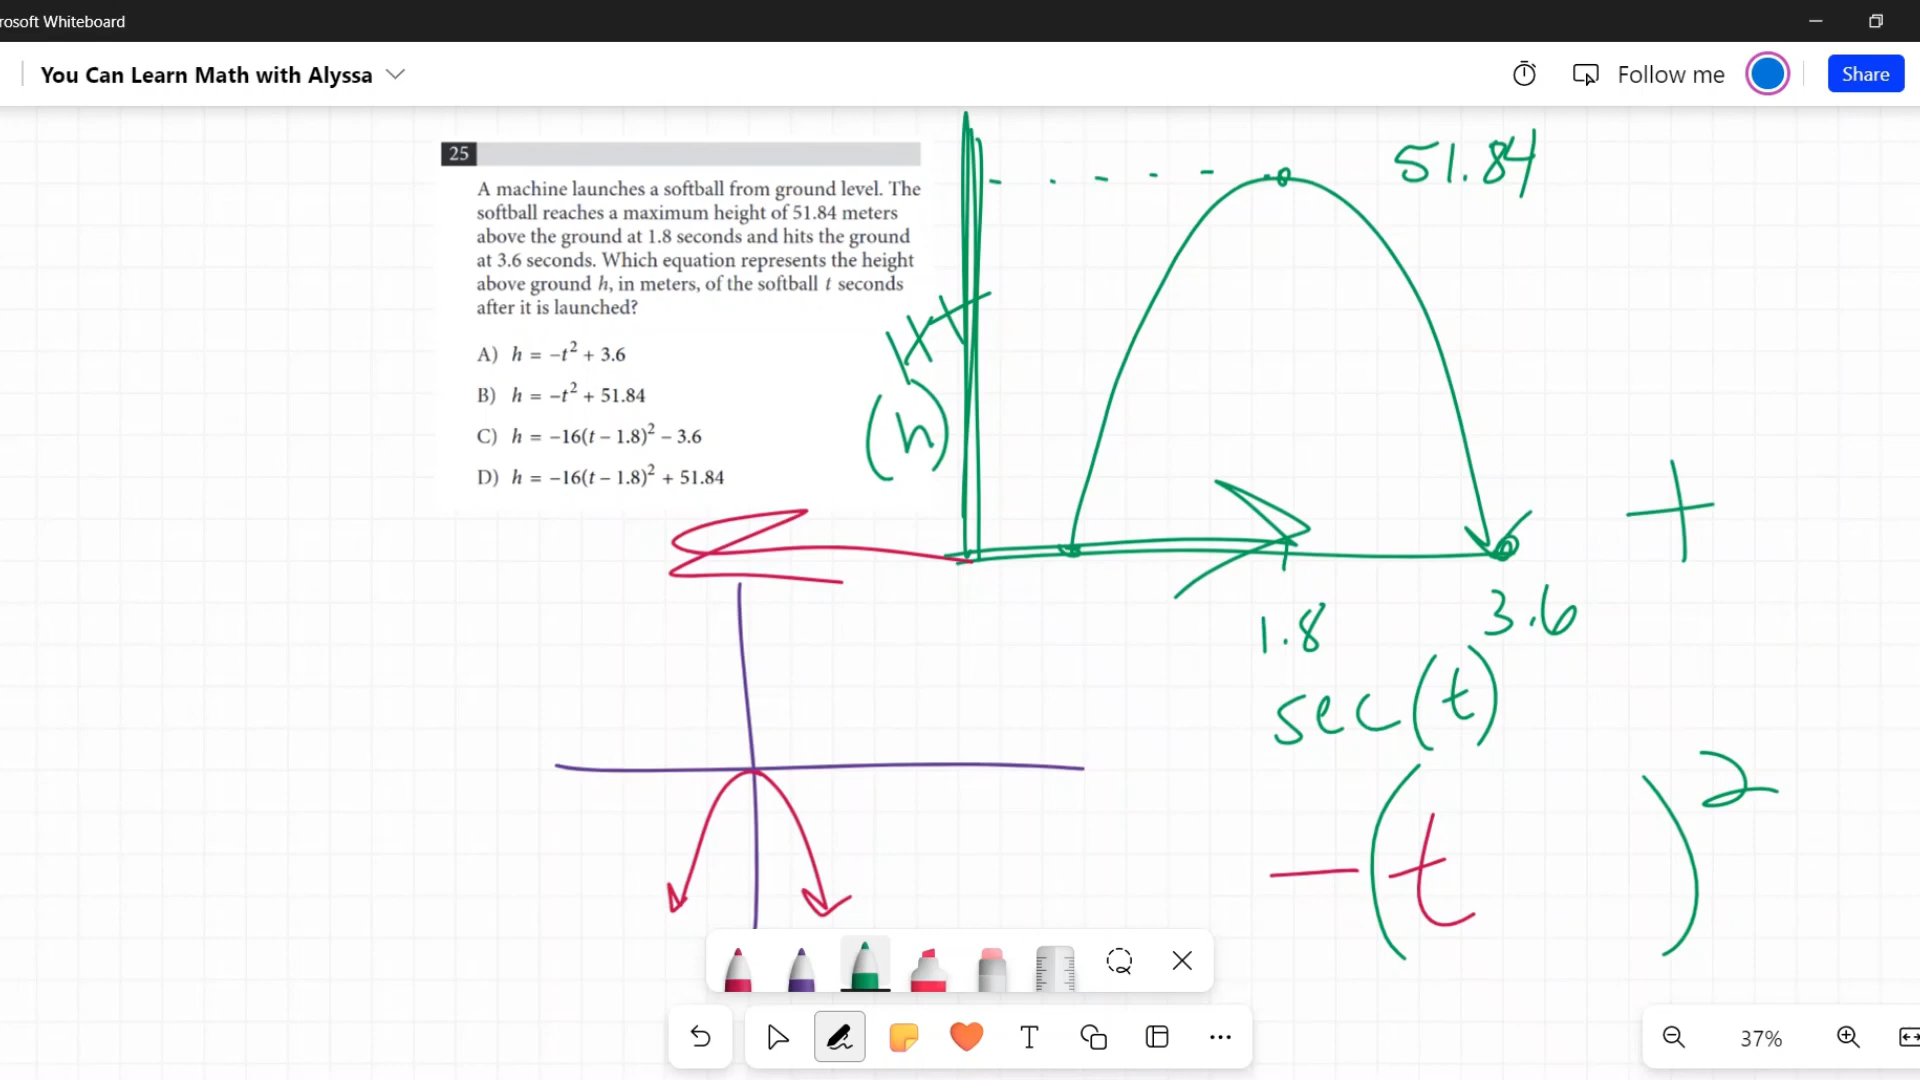 rosoft Whiteboard
You Can Learn Math with Alyssa
Follow me
Share
25
A machine launches a softball from ground level. The
softball reaches a maximum height of 51.84 meters
above the ground at 1.8 seconds and hits the ground
at 3.6 seconds. Which equation represents the height
above ground h, in meters, of the softball t seconds
after it is launched?
A) h = −t² + 3.6
B) h = −t² + 51.84
C) h = −16(t − 1.8)² − 3.6
D) h = −16(t − 1.8)² + 51.84
51.84
Ht
(h)
+
1.8
3.6
sec(t)
−(t )²
37%